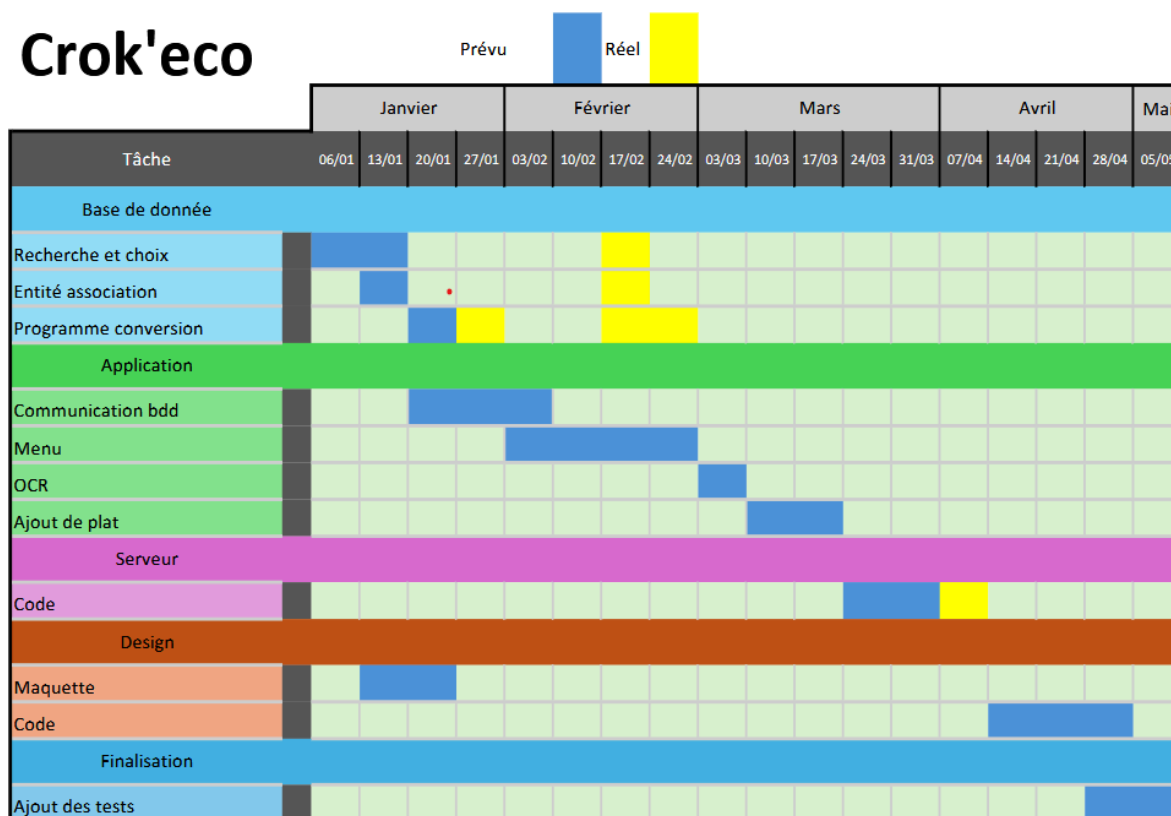 Crok'eco
Prévu Réel
Janvier Février Mars Avril Mai
Tâche 06/01 13/01 20/01 27/01 03/02 10/02 17/02 24/02 03/03 10/03 17/03 24/03 31/03 07/04 14/04 21/04 28/04 05/05
Base de donnée
Recherche et choix
Entité association
Programme conversion
Application
Communication bdd
Menu
OCR
Ajout de plat
Serveur
Code
Design
Maquette
Code
Finalisation
Ajout des tests